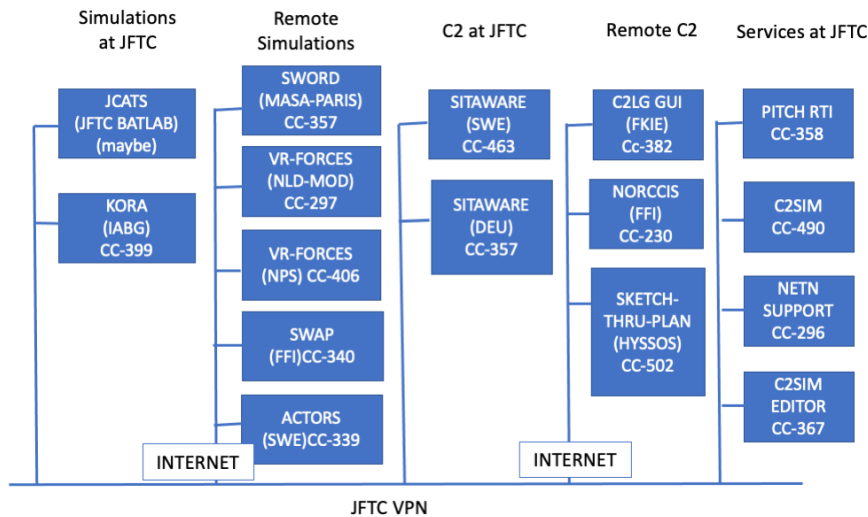 Simulations
at JFTC
Remote
Simulations
C2 at JFTC
Remote C2
Services at JFTC
JCATS
(JFTC BATLAB)
(maybe)
KORA
(IABG)
CC-399
SWORD
(MASA-PARIS)
CC-357
VR-FORCES
(NLD-MOD)
CC-297
VR-FORCES
(NPS) CC-406
SWAP
(FFI)CC-340
ACTORS
(SWE)CC-339
SITAWARE
(SWE)
CC-463
SITAWARE
(DEU)
CC-357
C2LG GUI
(FKIE)
Cc-382
NORCCIS
(FFI)
CC-230
SKETCH-
THRU-PLAN
(HYSSOS)
CC-502
PITCH RTI
CC-358
C2SIM
CC-490
NETN
SUPPORT
CC-296
C2SIM
EDITOR
CC-367
INTERNET
INTERNET
JFTC VPN